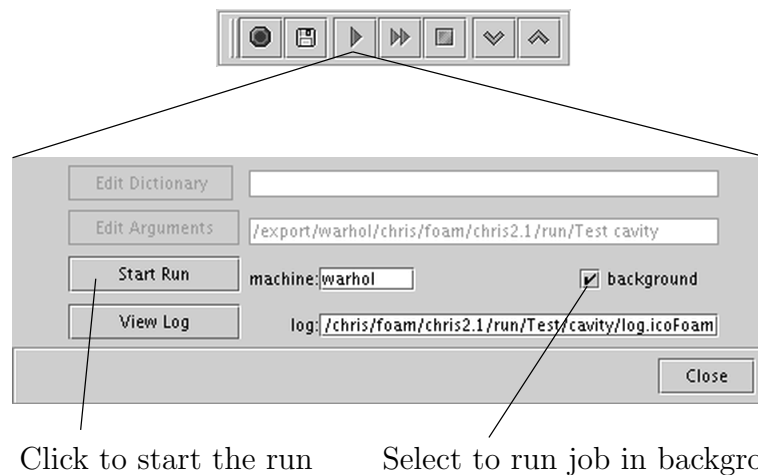 Edit Dictionary
Edit Arguments /export/warhol/chris/foam/chris2.1/run/Test cavity
Start Run machine: warhol background
View Log log: /chris/foam/chris2.1/run/Test/cavity/log.icoFoam
Close
Click to start the run Select to run job in backgro